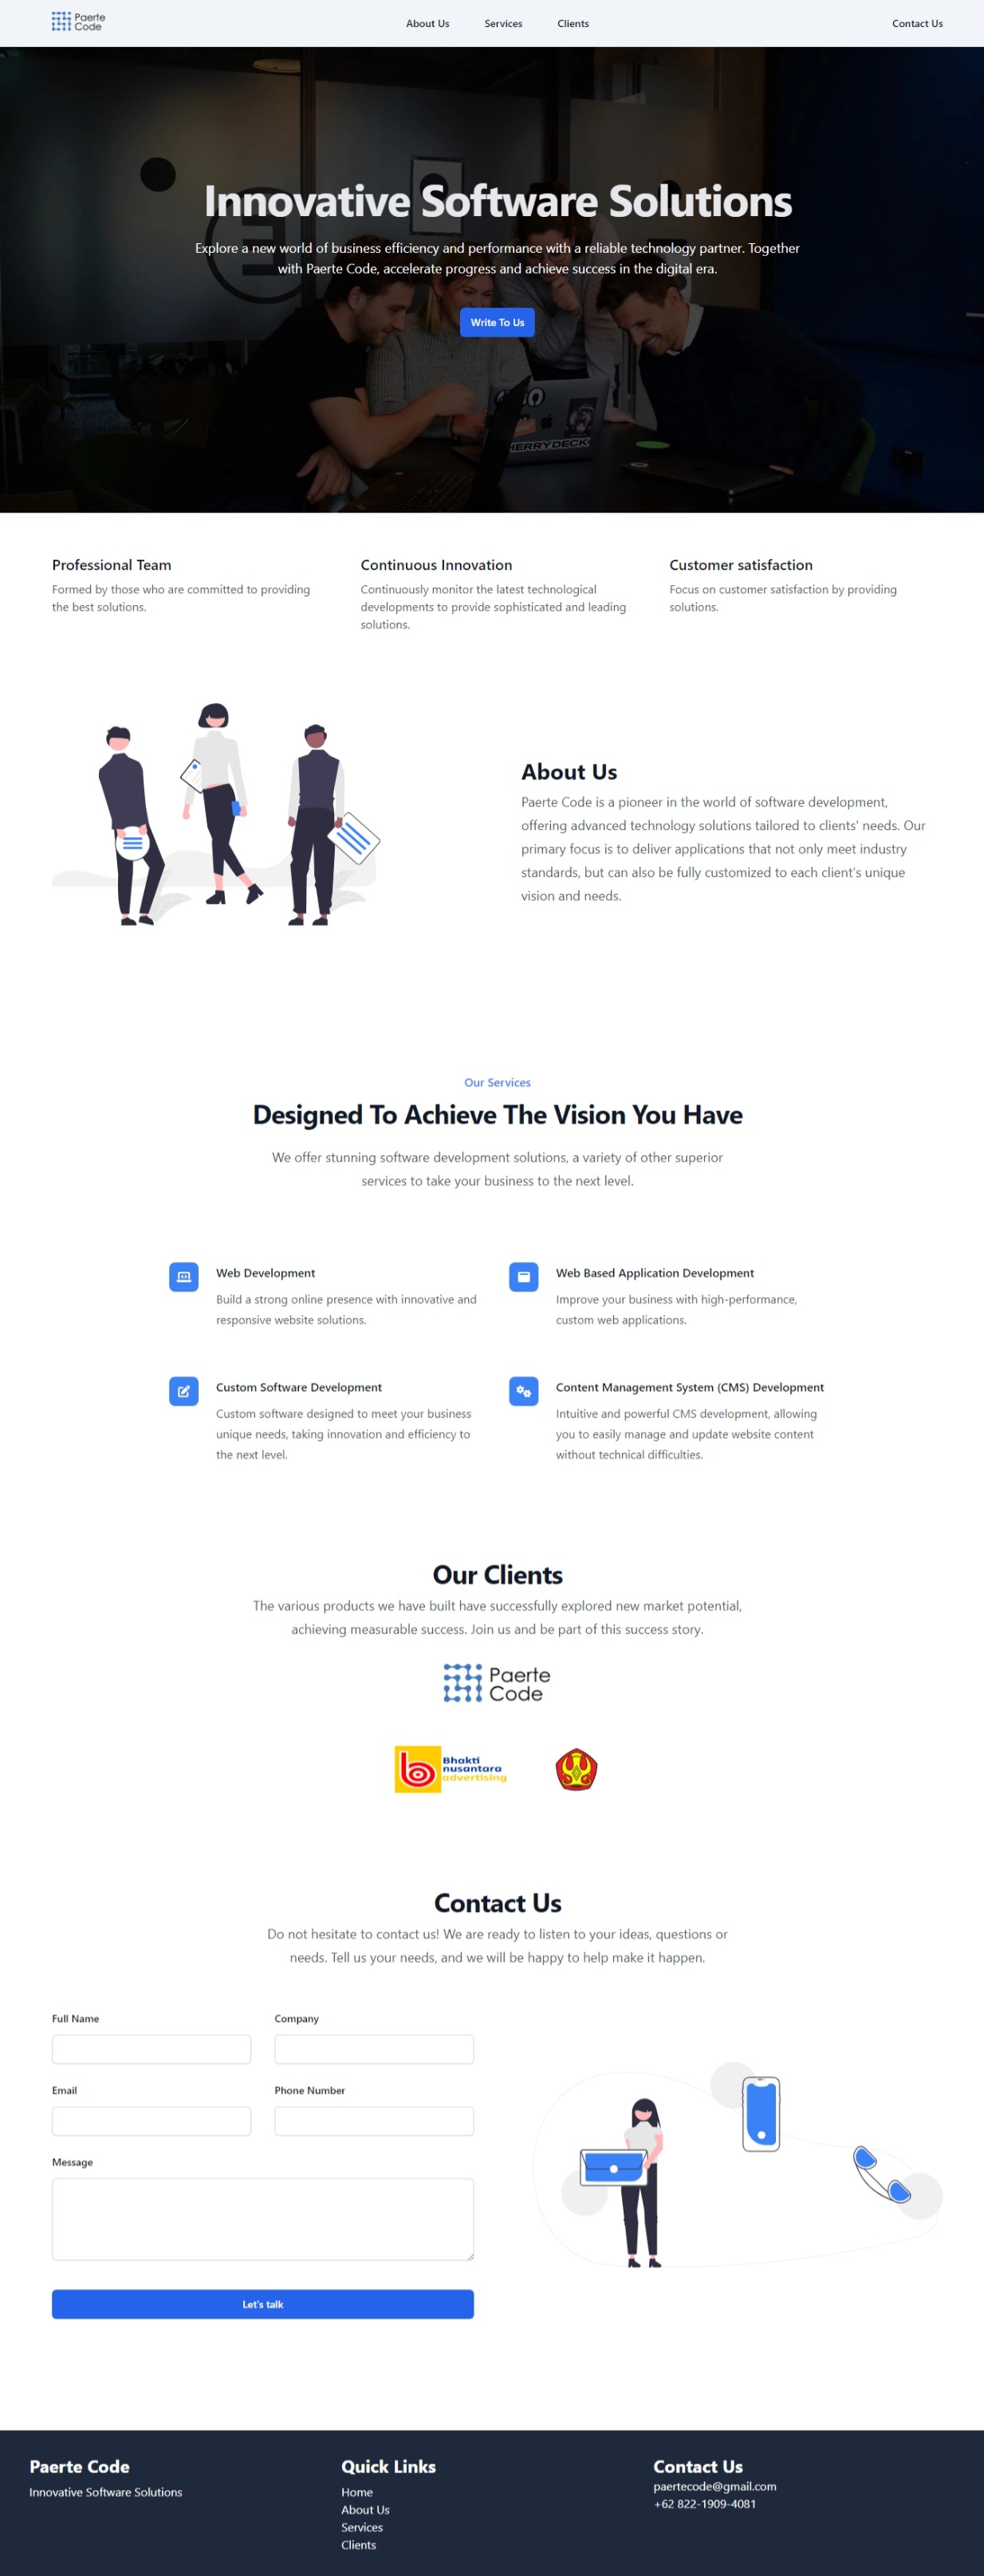 Paerte
Code
About Us
Services
Clients
Contact Us
Innovative Software Solutions
Explore a new world of business efficiency and performance with a reliable technology partner. Together
with Paerte Code, accelerate progress and achieve success in the digital era.
Write To Us
HERRYDECK
Professional Team
Formed by those who are committed to providing
the best solutions.
Continuous Innovation
Continuously monitor the latest technological
developments to provide sophisticated and leading
solutions.
Customer satisfaction
Focus on customer satisfaction by providing
solutions.
About Us
Paerte Code is a pioneer in the world of software development,
offering advanced technology solutions tailored to clients' needs. Our
primary focus is to deliver applications that not only meet industry
standards, but can also be fully customized to each client's unique
vision and needs.
Our Services
Designed To Achieve The Vision You Have
We offer stunning software development solutions, a variety of other superior
services to take your business to the next level.
Web Development
Build a strong online presence with innovative and
responsive website solutions.
Web Based Application Development
Improve your business with high-performance,
custom web applications.
Custom Software Development
Custom software designed to meet your business
unique needs, taking innovation and efficiency to
the next level.
Content Management System (CMS) Development
Intuitive and powerful CMS development, allowing
you to easily manage and update website content
without technical difficulties.
Our Clients
The various products we have built have successfully explored new market potential,
achieving measurable success. Join us and be part of this success story.
Paerte
Code
Bhakti
nusantara
advertising
Contact Us
Do not hesitate to contact us! We are ready to listen to your ideas, questions or
needs. Tell us your needs, and we will be happy to help make it happen.
Full Name
Company
Email
Phone Number
Message
Let's talk
Paerte Code
Innovative Software Solutions
Quick Links
Home
About Us
Services
Clients
Contact Us
paertecode@gmail.com
+62 822-1909-4081